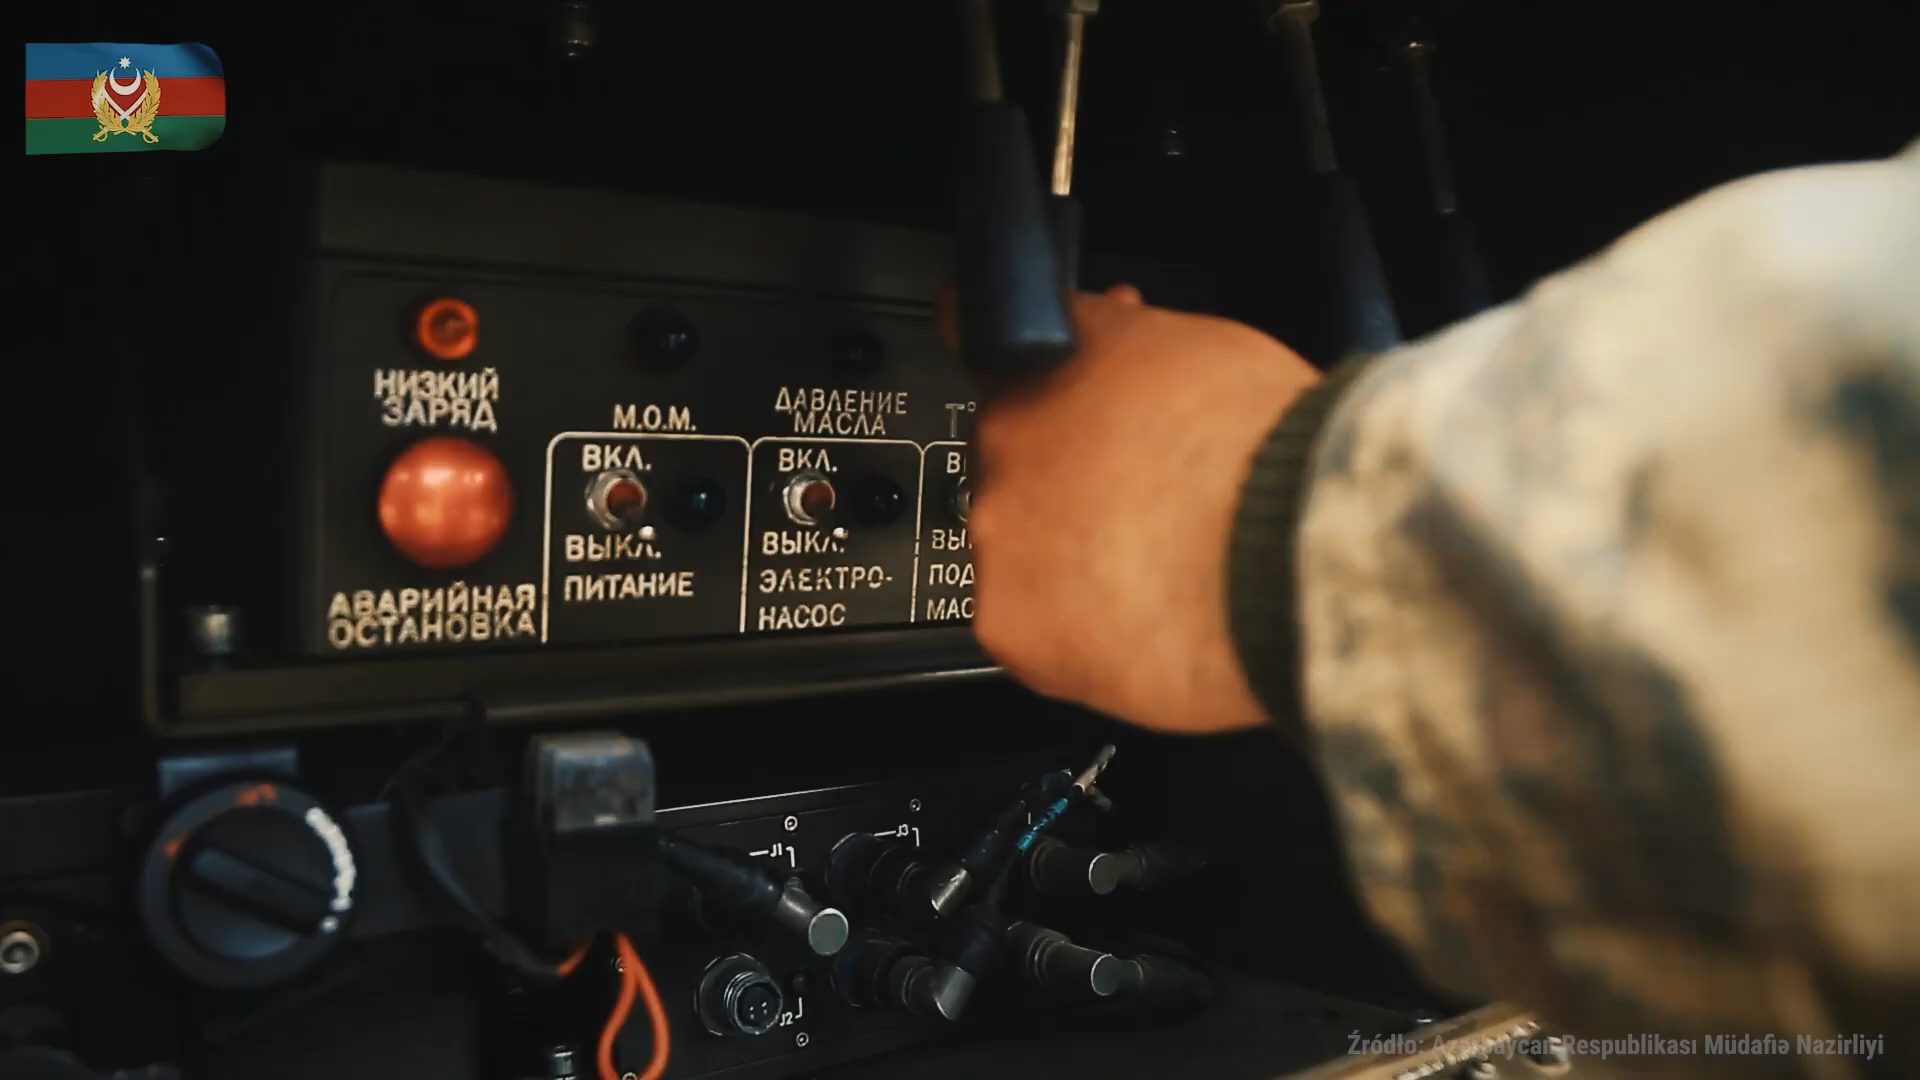 НИЗКИЙ
ЗАРЯД
АВАРИЙНАЯ
ОСТАНОВКА
М.О.М.
ВКЛ.
ВЫКЛ.
ПИТАНИЕ
ДАВЛЕНИЕ
МАСЛА
ВКЛ.
ВЫКЛ.
ЭЛЕКТРО-
НАСОС
T°
J1
J3
J2
Źródło: Azərbaycan Respublikası Müdafiə Nazirliyi